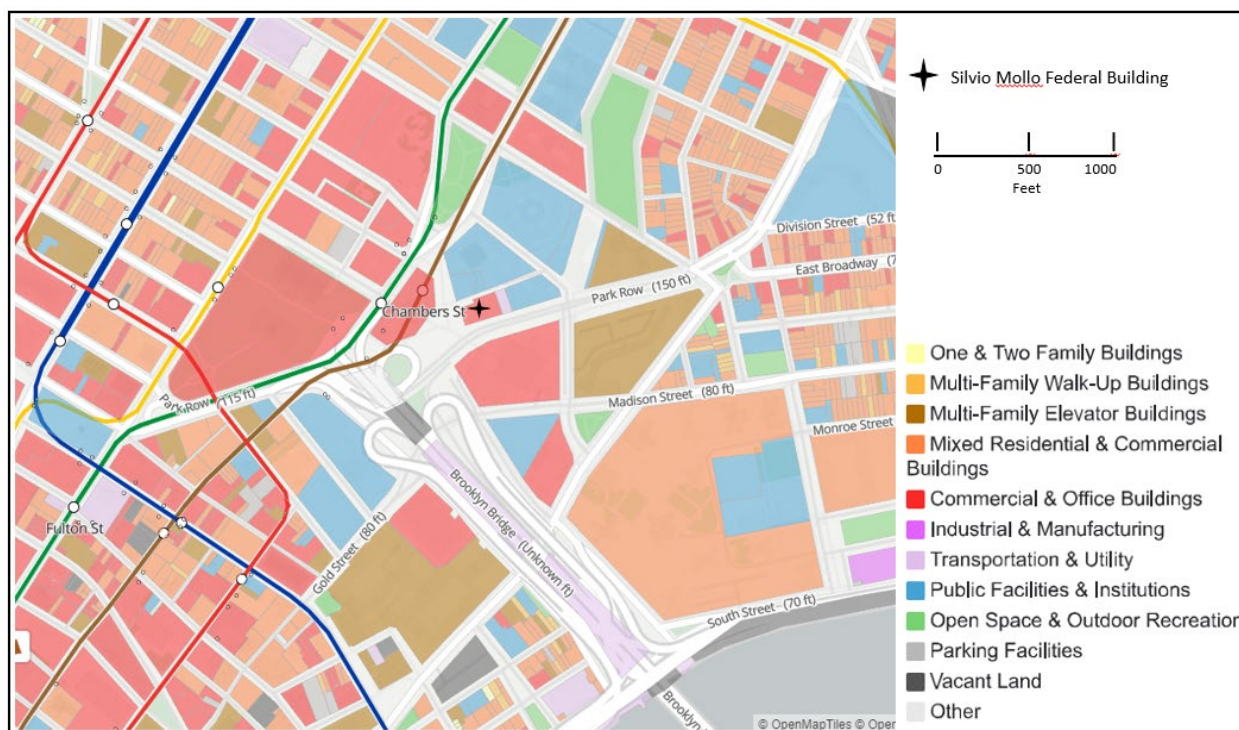 Silvio Mollo Federal Building
0 500 1000
Feet
Division Street (52 ft
East Broadway (7
Park Row (150 ft)
Chambers St
Park Row (115 ft)
Madison Street (80 ft)
Monroe Street
Brooklyn Bridge (Unknown ft)
Fulton St
Gold Street (80 ft)
South Street (70 ft)
Brooklyn
© OpenMapTiles © Oper
One & Two Family Buildings
Multi-Family Walk-Up Buildings
Multi-Family Elevator Buildings
Mixed Residential & Commercial
Buildings
Commercial & Office Buildings
Industrial & Manufacturing
Transportation & Utility
Public Facilities & Institutions
Open Space & Outdoor Recreation
Parking Facilities
Vacant Land
Other